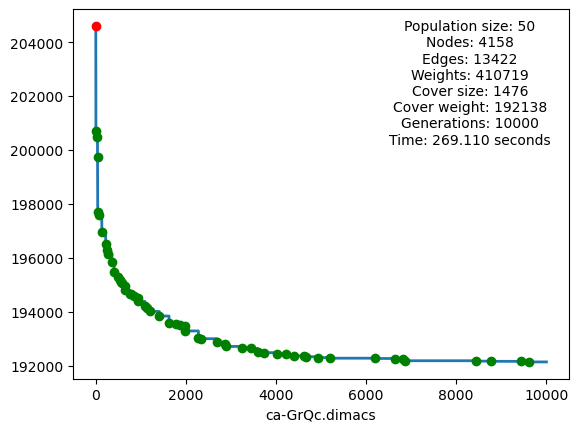 Population size: 50
Nodes: 4158
Edges: 13422
Weights: 410719
Cover size: 1476
Cover weight: 192138
Generations: 10000
Time: 269.110 seconds
204000
202000
200000
198000
196000
194000
192000
0 2000 4000 6000 8000 10000
ca-GrQc.dimacs